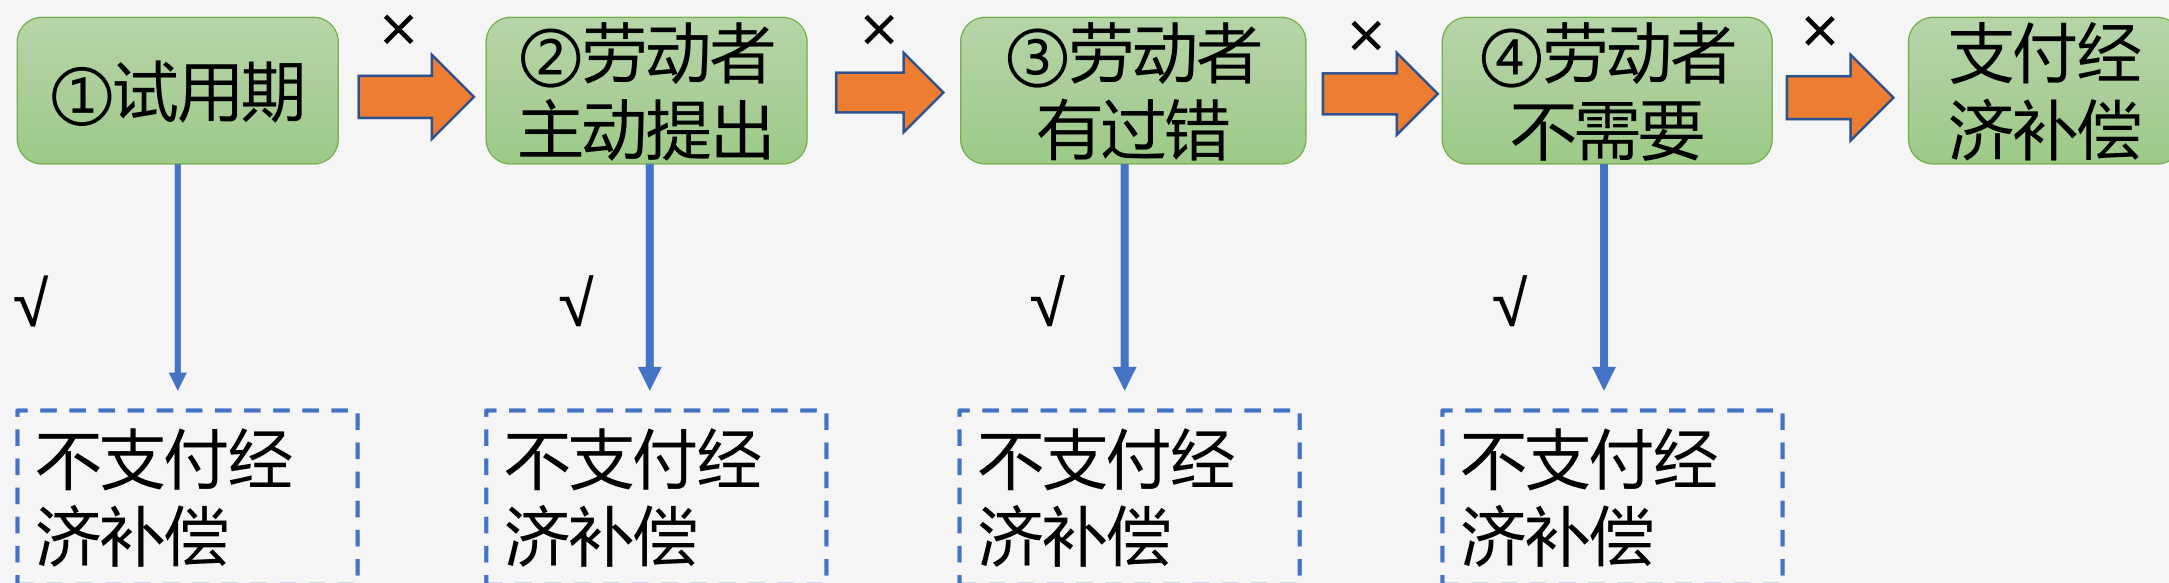 ×
×
×
×
①试用期
②劳动者
主动提出
③劳动者
有过错
④劳动者
不需要
支付经
济补偿
√
√
√
√
不支付经
济补偿
不支付经
济补偿
不支付经
济补偿
不支付经
济补偿